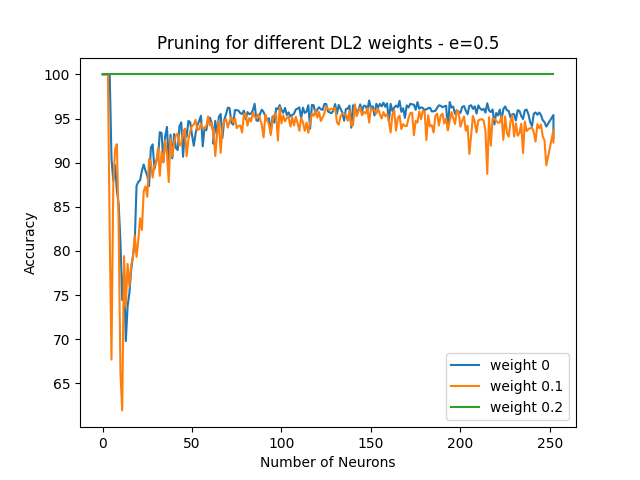 Pruning for different DL2 weights - e=0.5
100
95
90
85
80
75
70
65
Accuracy
0
50
100
150
200
250
Number of Neurons
weight 0
weight 0.1
weight 0.2